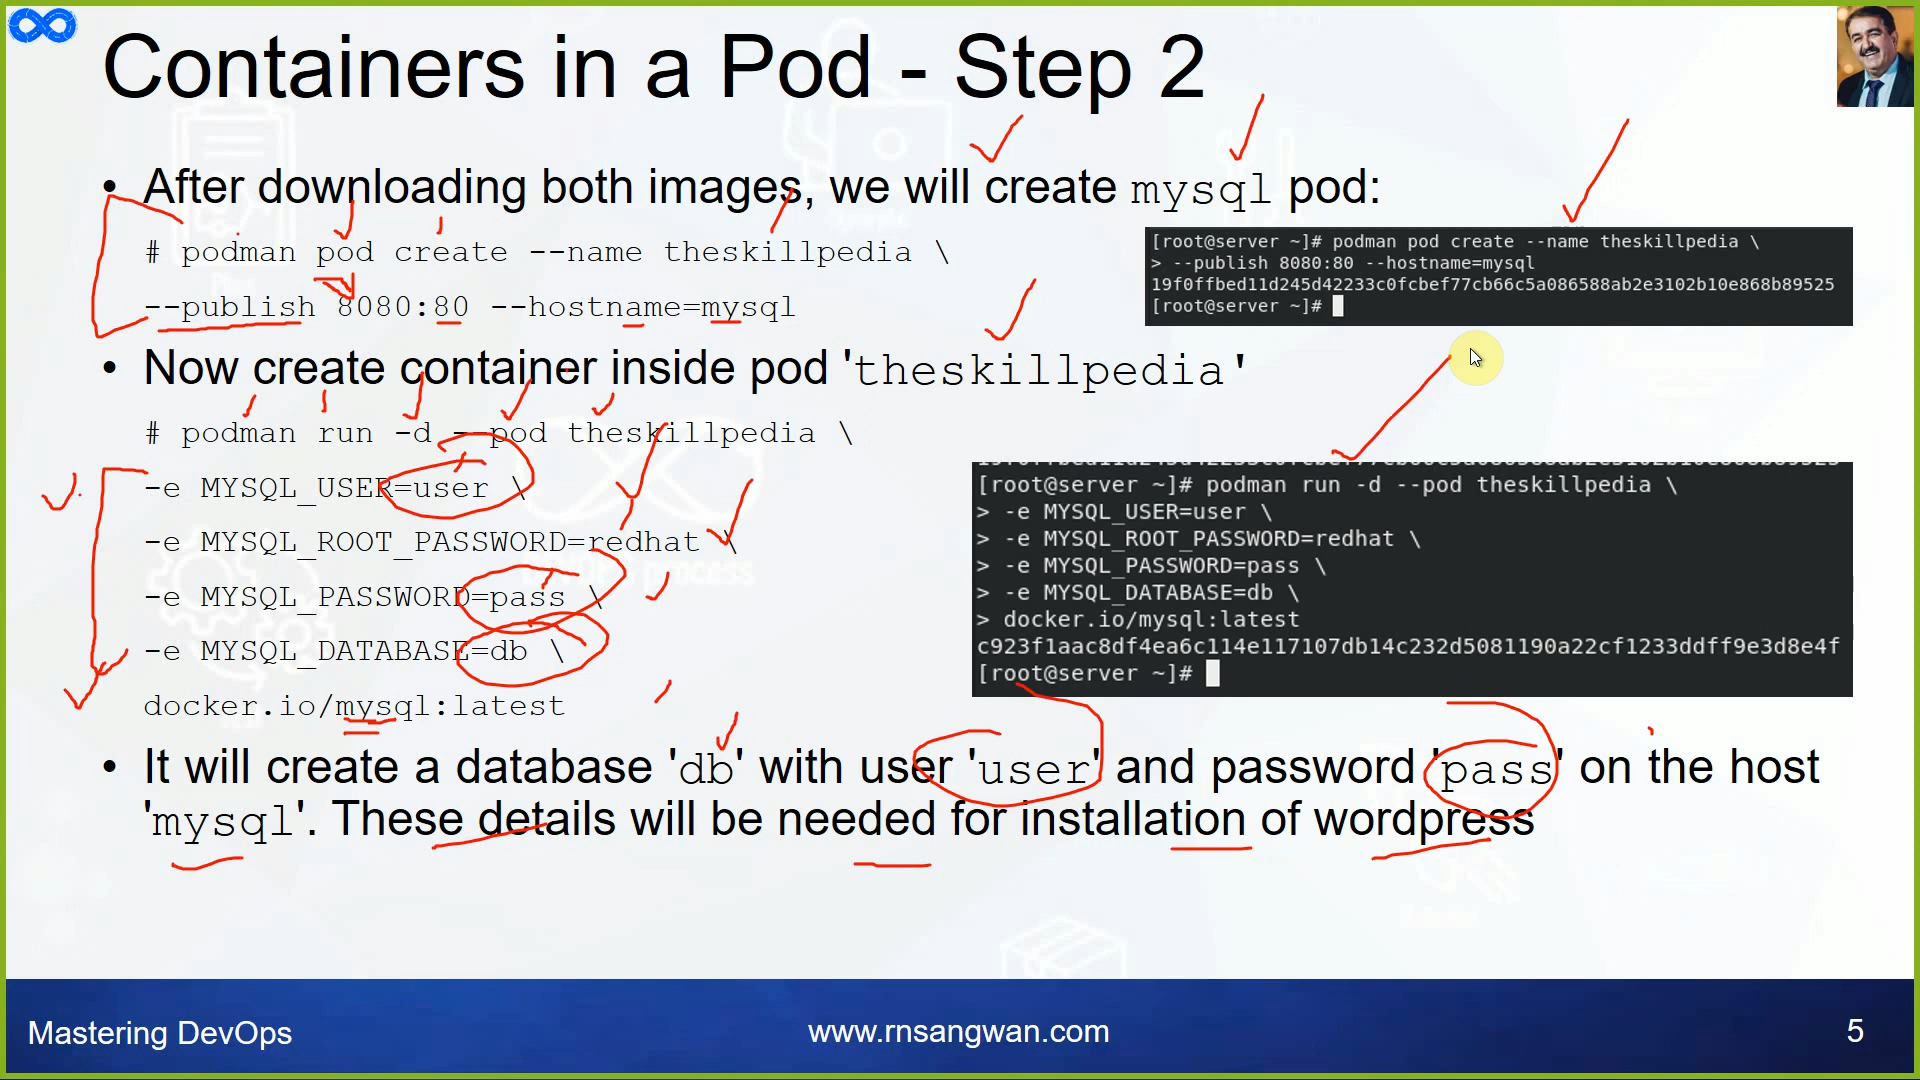 Containers in a Pod - Step 2
• After downloading both images, we will create mysql pod:
# podman pod create --name theskillpedia \
--publish 8080:80 --hostname=mysql
[root@server ~]# podman pod create --name theskillpedia \
> --publish 8080:80 --hostname=mysql
19f0ffbed11d245d42233c0fcbef77cb66c5a086588ab2e3102b10e868b89525
[root@server ~]#
• Now create container inside pod 'theskillpedia'
# podman run -d --pod theskillpedia \
-e MYSQL_USER=user \
-e MYSQL_ROOT_PASSWORD=redhat \
-e MYSQL_PASSWORD=pass \
-e MYSQL_DATABASE=db \
docker.io/mysql:latest
[root@server ~]# podman run -d --pod theskillpedia \
> -e MYSQL_USER=user \
> -e MYSQL_ROOT_PASSWORD=redhat \
> -e MYSQL_PASSWORD=pass \
> -e MYSQL_DATABASE=db \
> docker.io/mysql:latest
c923f1aac8df4ea6c114e117107db14c232d5081190a22cf1233ddff9e3d8e4f
[root@server ~]#
• It will create a database 'db' with user 'user' and password 'pass' on the host
'mysql'. These details will be needed for installation of wordpress
Mastering DevOps
www.rnsangwan.com
5